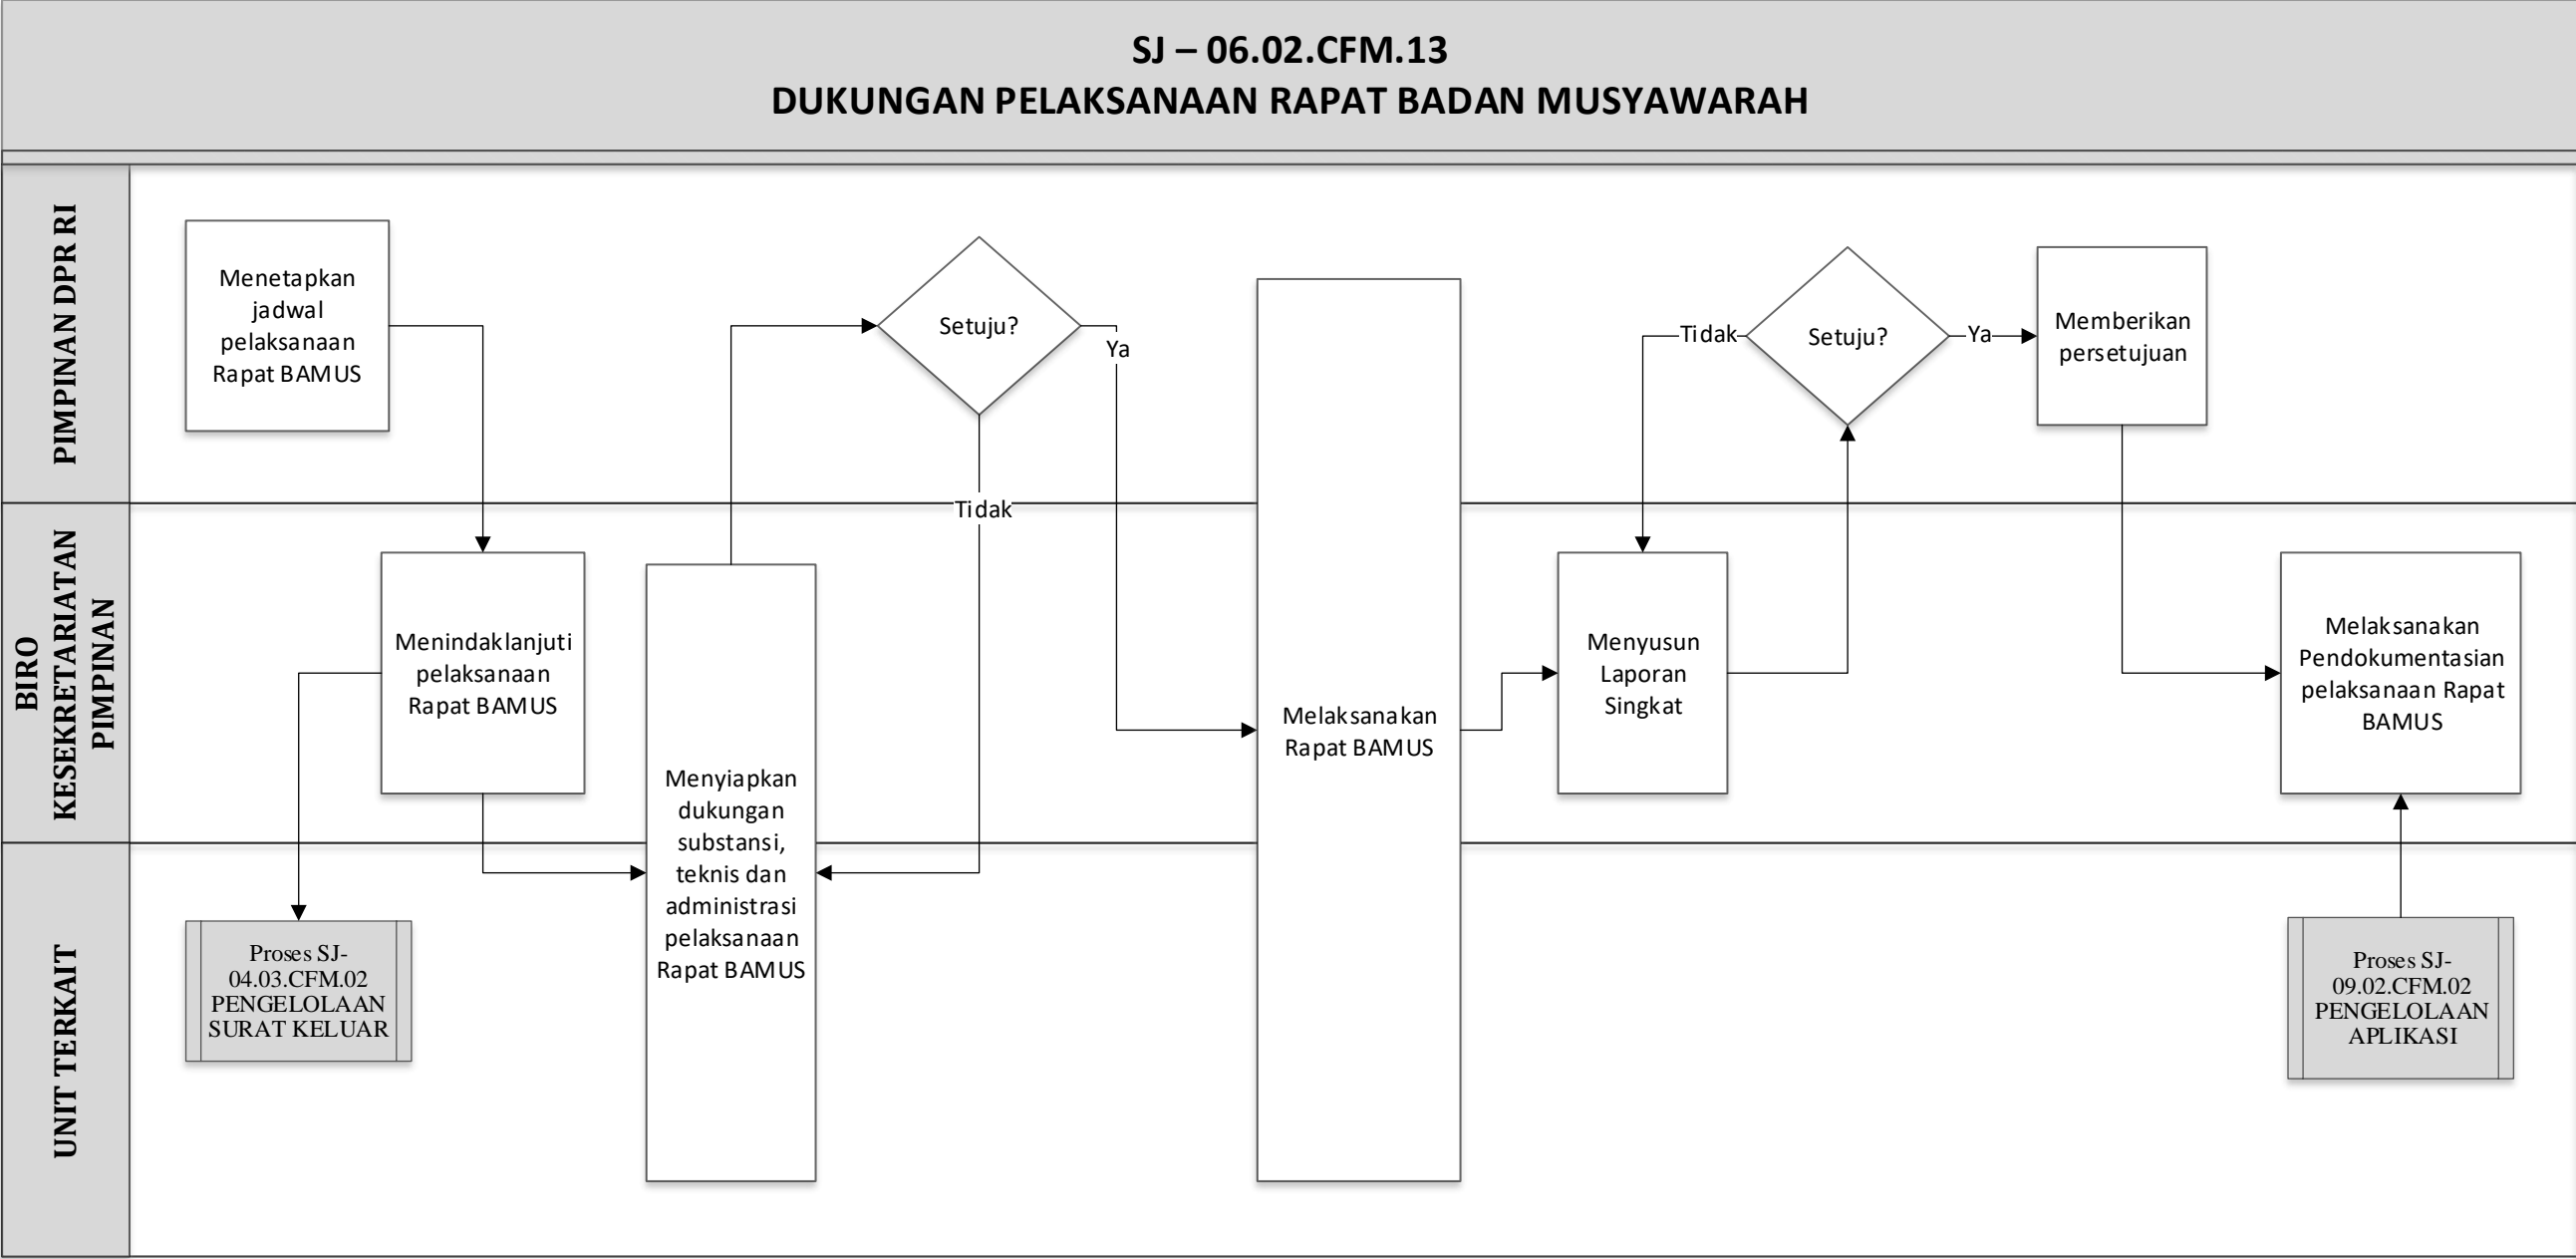 SJ – 06.02.CFM.13
DUKUNGAN PELAKSANAAN RAPAT BADAN MUSYAWARAH
PIMPINAN DPR RI
Menetapkan
jadwal
pelaksanaan
Rapat BAMUS
Setuju?
Ya
Tidak
Tidak
Setuju?
Ya
Memberikan
persetujuan
BIRO
KESEKRETARIATAN
PIMPINAN
Menindaklanjuti
pelaksanaan
Rapat BAMUS
Menyiapkan
dukungan
substansi,
teknis dan
administrasi
pelaksanaan
Rapat BAMUS
Melaksanakan
Rapat BAMUS
Menyusun
Laporan
Singkat
Melaksanakan
Pendokumentasian
pelaksanaan Rapat
BAMUS
UNIT TERKAIT
Proses SJ-
04.03.CFM.02
PENGELOLAAN
SURAT KELUAR
Proses SJ-
09.02.CFM.02
PENGELOLAAN
APLIKASI